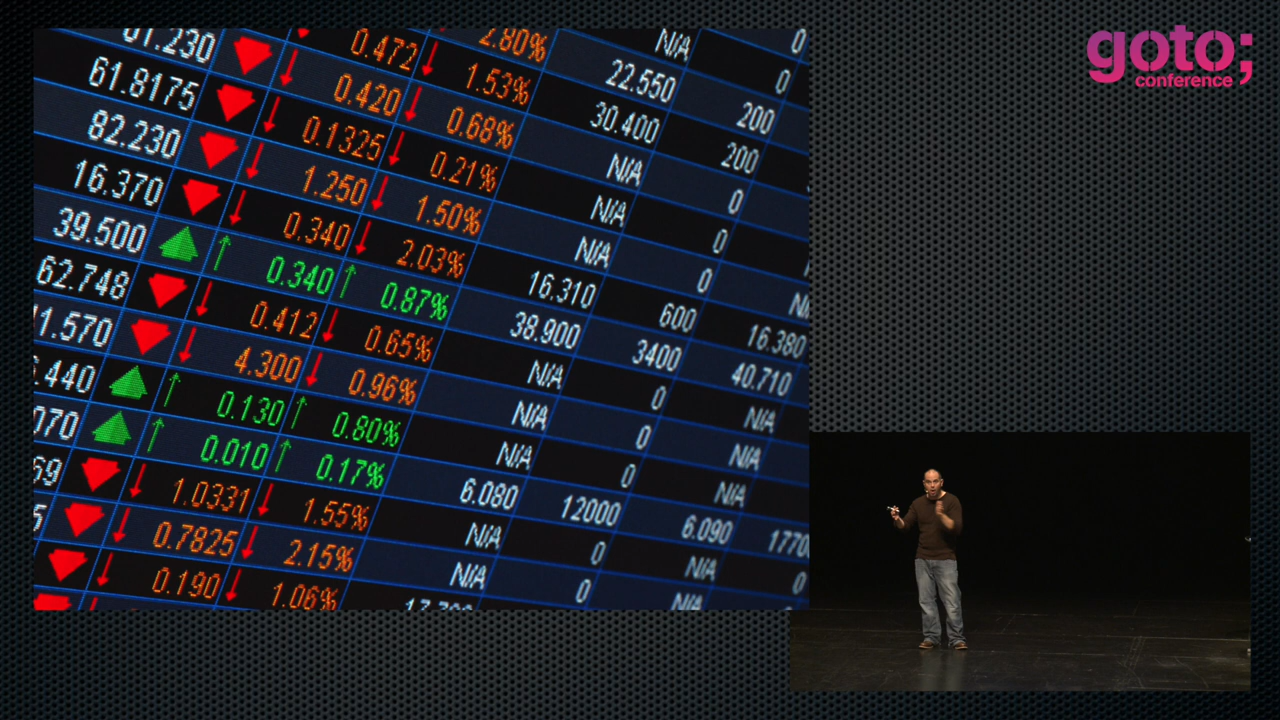 goto;
conference
0
N/A 0
2.80% 22.550 200
0.472 1.53% 30.400 200
61.230 0.420 0.68% N/A 0
61.8175 0.1325 0.21% N/A 0
82.230 1.250 1.50% N/A 0
16.370 0.340 2.03% 16.310 600 16.380
39.500 0.340 0.87% 38.900 3400 40.710
62.748 0.412 0.65% N/A 0 N/A
1.570 4.300 0.96% N/A 0 N/A
.440 0.130 0.80% N/A 0 N/A
070 0.010 0.17% 6.080 12000 6.090 1770
69 1.0331 1.55% N/A 0 N/A 0
5 0.7825 2.15% N/A 0 N/A
0.190 1.06%